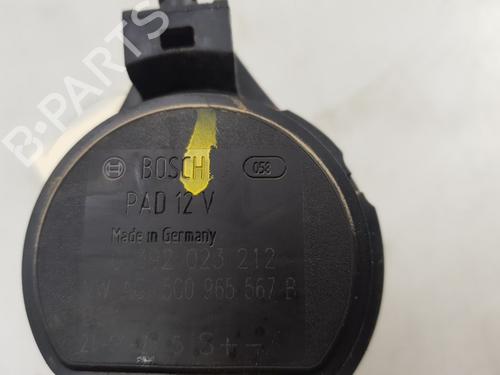 B-PARTS
BOSCH
058
PAD 12 V
Made in Germany
023 212
5C0 965 567 B